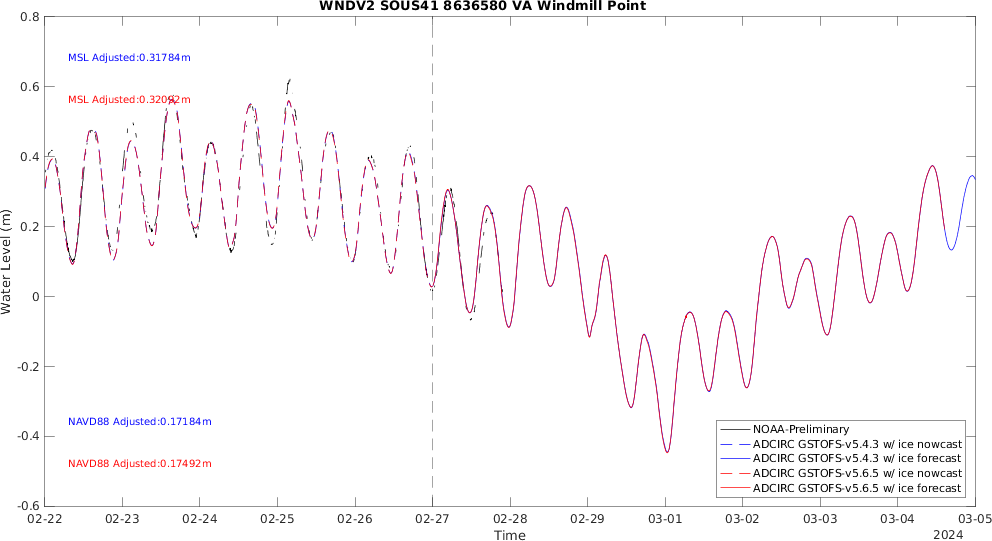 WNDV2 SOUS41 8636580 VA Windmill Point
0.8
0.6
0.4
0.2
0
-0.2
-0.4
-0.6
Water Level (m)
MSL Adjusted:0.31784m
MSL Adjusted:0.32092m
NAVD88 Adjusted:0.17184m
NAVD88 Adjusted:0.17492m
NOAA-Preliminary
ADCIRC GSTOFS-v5.4.3 w/ ice nowcast
ADCIRC GSTOFS-v5.4.3 w/ ice forecast
ADCIRC GSTOFS-v5.6.5 w/ ice nowcast
ADCIRC GSTOFS-v5.6.5 w/ ice forecast
02-22 02-23 02-24 02-25 02-26 02-27 02-28 02-29 03-01 03-02 03-03 03-04 03-05
Time
2024